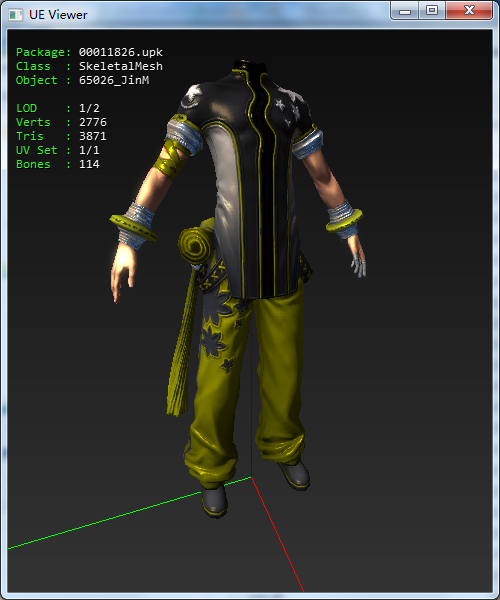 UE Viewer
Package: 00011826.upk
Class  : SkeletalMesh
Object : 65026_JinM
LOD    : 1/2
Verts  : 2776
Tris   : 3871
UV Set : 1/1
Bones  : 114